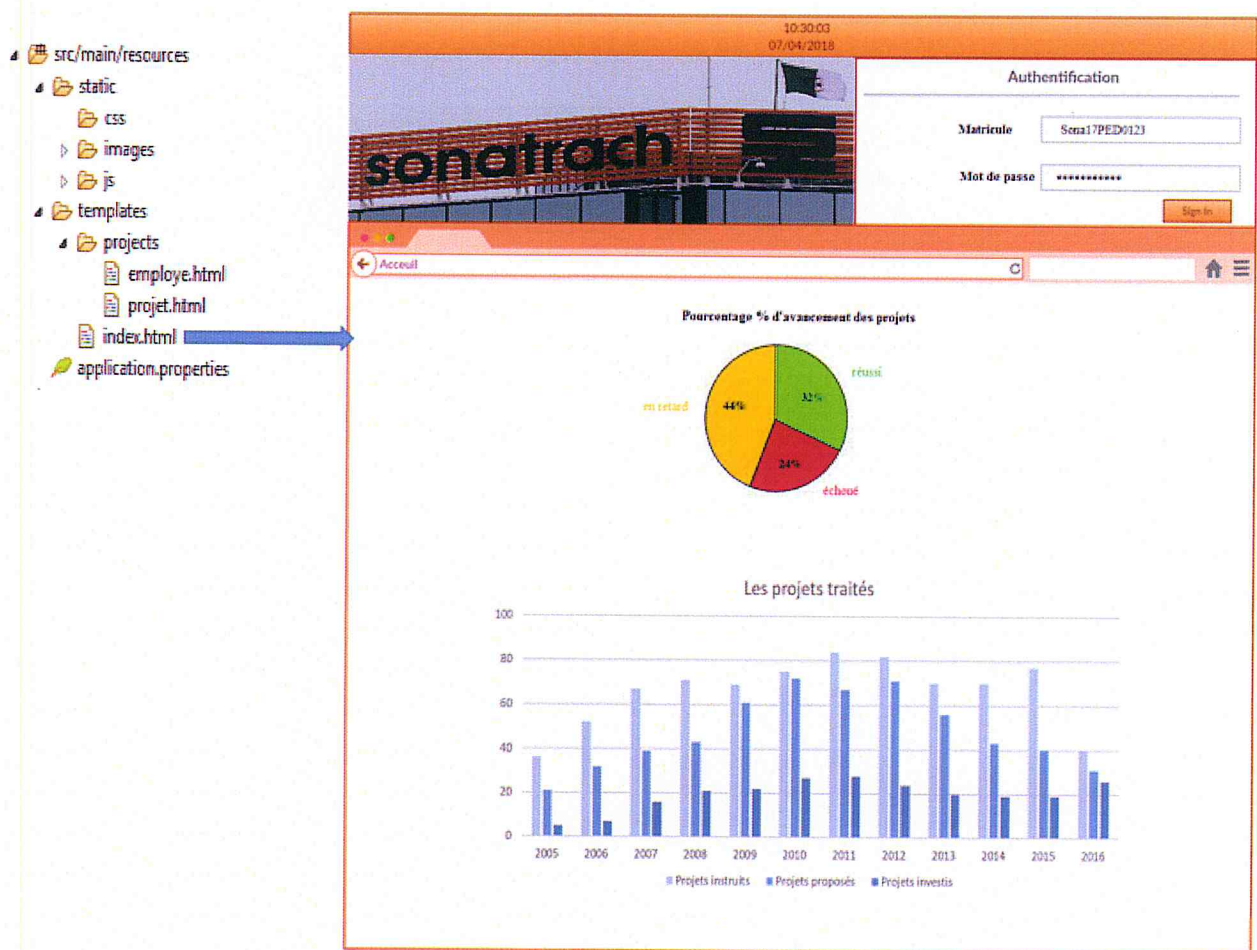 src/main/resources
static
css
images
js
templates
projects
employe.html
projet.html
index.html
application.properties
10:30:03
07/04/2018
sonatrach
Authentification
Matricule
Sona17PED0123
Mot de passe
***********
Sign In
Acceuil
Pourcentage % d'avancement des projets
réussi
32%
en retard
44%
24%
échoué
Les projets traités
100
80
60
40
20
0
2005 2006 2007 2008 2009 2010 2011 2012 2013 2014 2015 2016
Projets instruits Projets proposés Projets investis